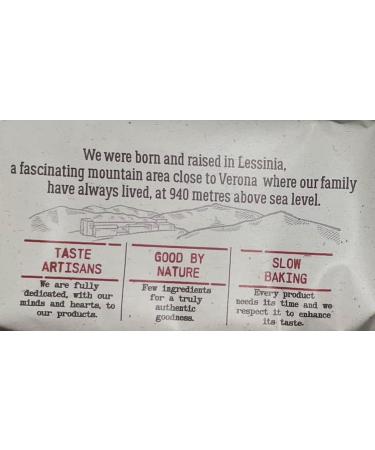 We were born and raised in Lessinia,
a fascinating mountain area close to Verona where our family
have always lived, at 940 metres above sea level.
TASTE
ARTISANS
We are fully
dedicated, with our
minds and hearts, to
our products.
GOOD BY
NATURE
Few ingredients
for a truly
authentic
goodness.
SLOW
BAKING
Every product
needs its time and we
respect it to enhance
its taste.